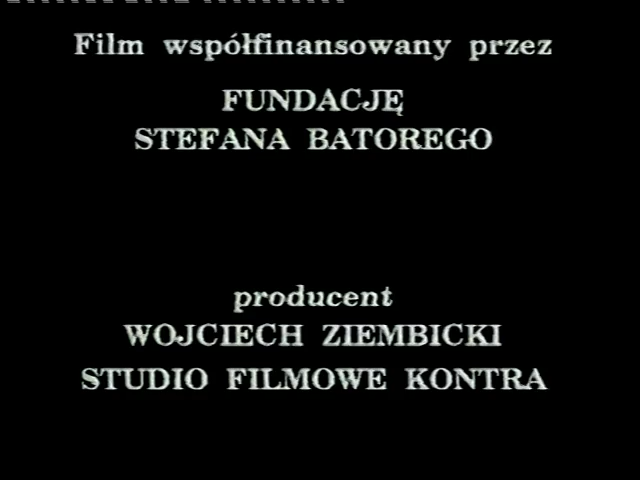 Film współfinansowany przez
FUNDACJĘ
STEFANA BATOREGO
producent
WOJCIECH ZIEMBICKI
STUDIO FILMOWE KONTRA